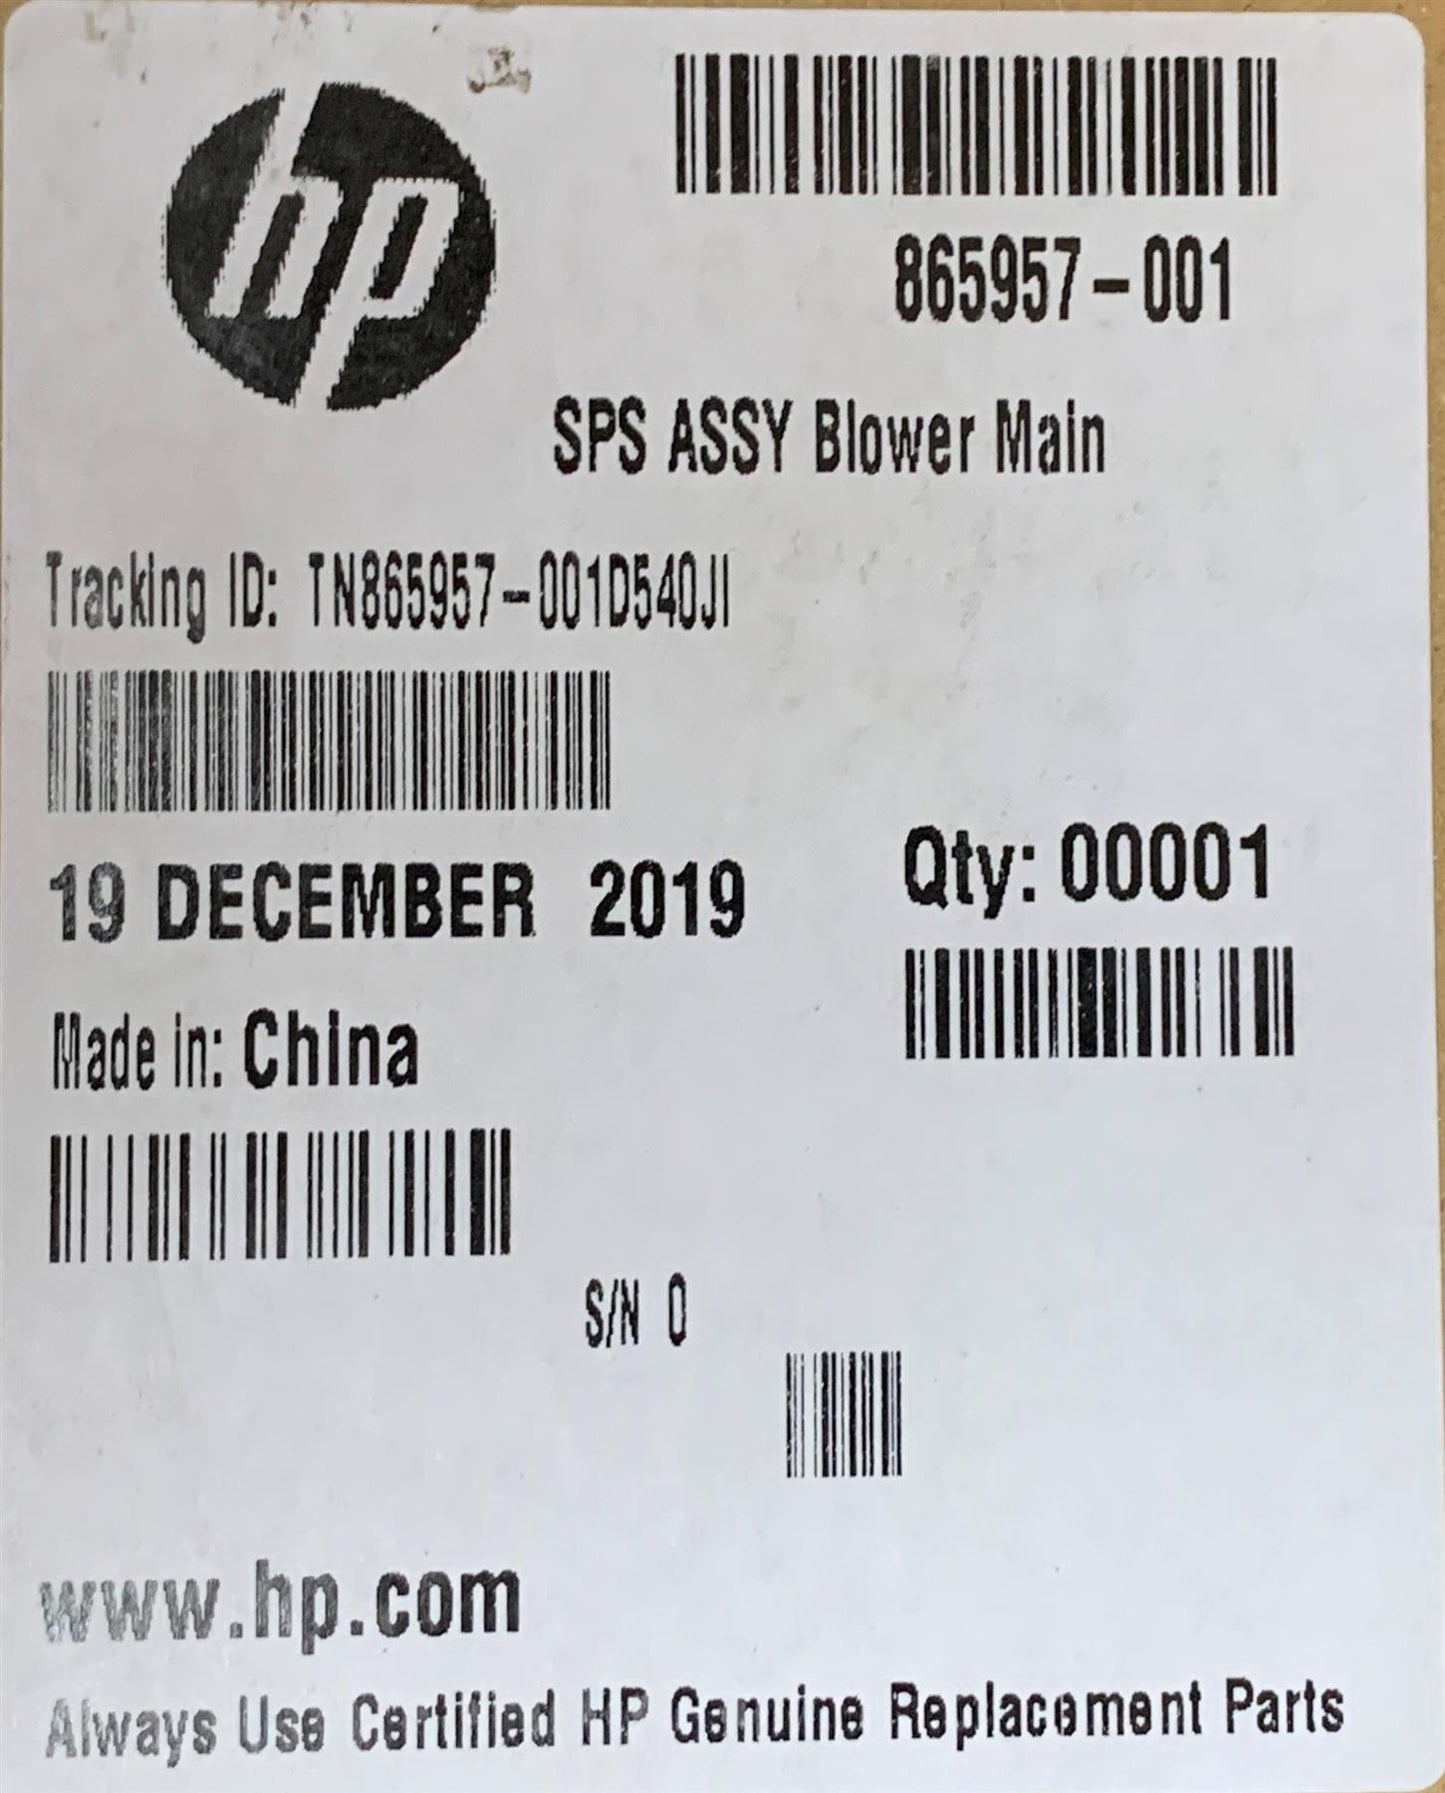 hp
865957-001
SPS ASSY Blower Main
Tracking ID: TN865957-001D540JI
19 DECEMBER 2019
Qty: 00001
Made in: China
S/N 0
www.hp.com
Always Use Certified HP Genuine Replacement Parts